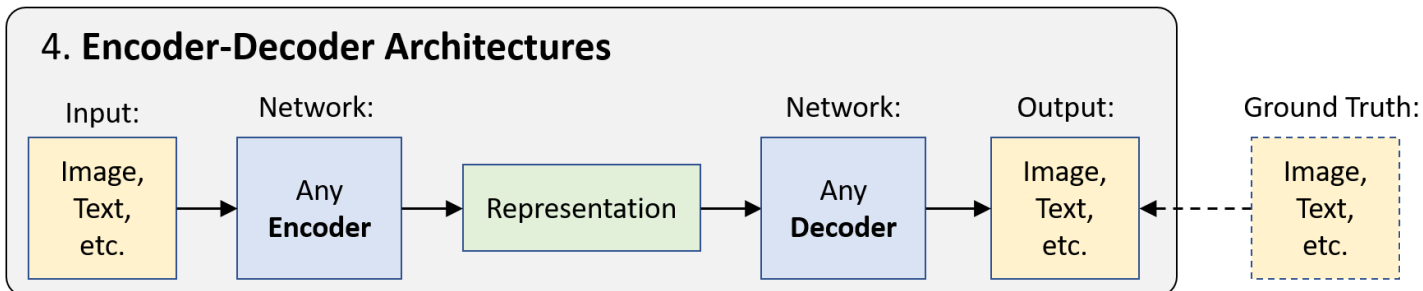 4. Encoder-Decoder Architectures
Input:
Network:
Network:
Output:
Ground Truth:
Image,
Text,
etc.
Any
Encoder
Representation
Any
Decoder
Image,
Text,
etc.
Image,
Text,
etc.